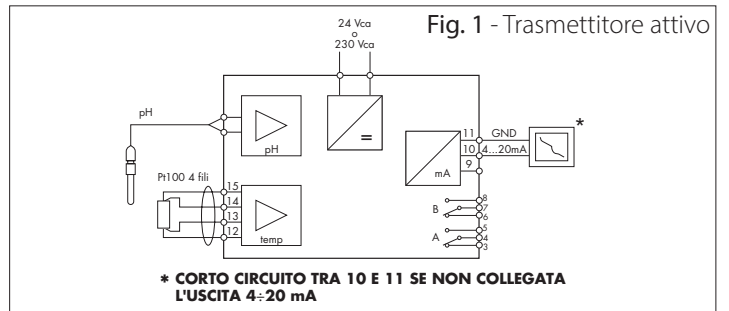 Fig. 1 - Trasmettitore attivo
24 Vca
o
230 Vca
pH
pH
=
11 GND
10 4...20mA
9
mA
*
Pt100 4 fili
15
14
13
12
temp
B
8
7
6
A
5
4
3
* CORTO CIRCUITO TRA 10 E 11 SE NON COLLEGATA
L'USCITA 4÷20 mA